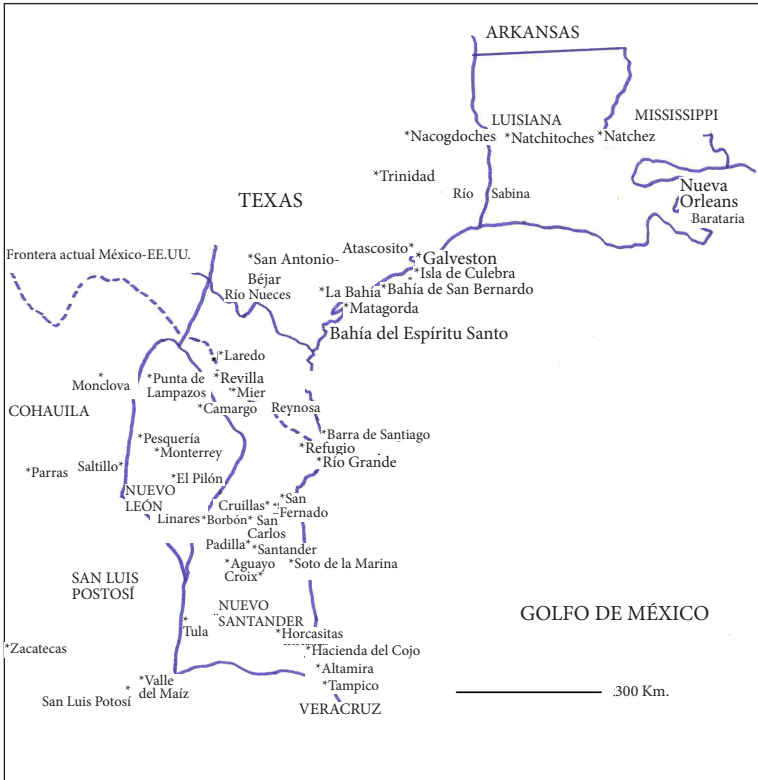 ARKANSAS
LUISIANA
MISSISSIPPI
*Nacogdoches
*Natchitoches
*Natchez
*Trinidad
Río
Sabina
Nueva
Orleans
Barataria
TEXAS
Atascosito*
Frontera actual México-EE.UU.
*San Antonio-
Béjar
*Galveston
*Isla de Culebra
Río Nueces
*La Bahía
*Bahía de San Bernardo
*Matagorda
Bahía del Espíritu Santo
*Laredo
Monclova
*Punta de
Lampazos
*Revilla
*Mier
COHAUILA
*Camargo
Reynosa
*Pesquería
*Monterrey
*Barra de Santiago
*Refugio
*Río Grande
*Parras
Saltillo*
*El Pilón
NUEVO
LEÓN
Cruillas*
*San
Fernado
Linares
*Borbón
*San
Carlos
Padilla*
*Santander
*Aguayo
Croix*
*Soto de la Marina
SAN LUIS
POSTOSÍ
NUEVO
SANTANDER
GOLFO DE MÉXICO
*Tula
*Horcasitas
*Zacatecas
*Hacienda del Cojo
*Altamira
*Valle
del Maíz
*Tampico
San Luis Potosí
VERACRUZ
300 Km.